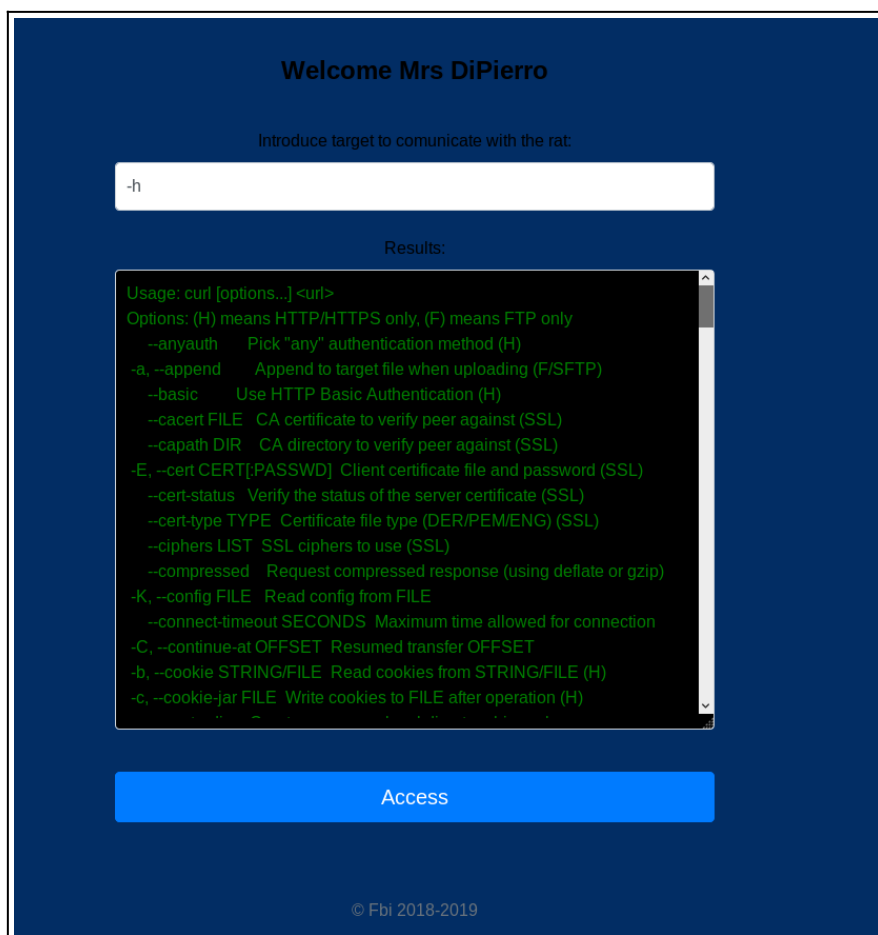 Welcome Mrs DiPierro
Introduce target to comunicate with the rat:
-h
Results:
Usage: curl [options...] <url>
Options: (H) means HTTP/HTTPS only, (F) means FTP only
--anyauth Pick "any" authentication method (H)
-a, --append Append to target file when uploading (F/SFTP)
--basic Use HTTP Basic Authentication (H)
--cacert FILE CA certificate to verify peer against (SSL)
--capath DIR CA directory to verify peer against (SSL)
-E, --cert CERT[:PASSWD] Client certificate file and password (SSL)
--cert-status Verify the status of the server certificate (SSL)
--cert-type TYPE Certificate file type (DER/PEM/ENG) (SSL)
--ciphers LIST SSL ciphers to use (SSL)
--compressed Request compressed response (using deflate or gzip)
-K, --config FILE Read config from FILE
--connect-timeout SECONDS Maximum time allowed for connection
-C, --continue-at OFFSET Resumed transfer OFFSET
-b, --cookie STRING/FILE Read cookies from STRING/FILE (H)
-c, --cookie-jar FILE Write cookies to FILE after operation (H)
Access
© Fbi 2018-2019